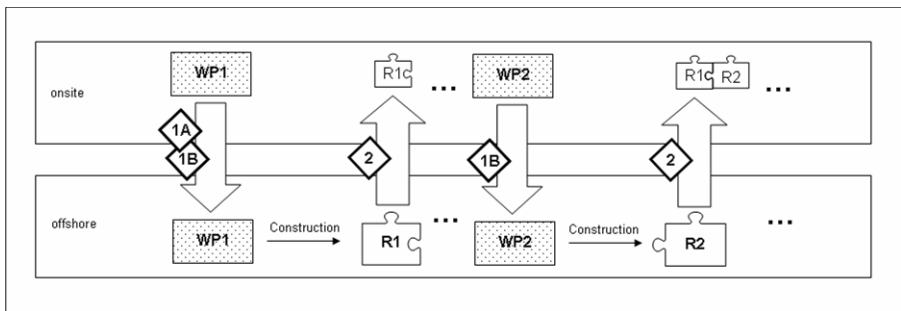 WP1
R1
...
WP2
R1 R2
...
onsite
1A
1B
2
1B
2
offshore
WP1
Construction
R1
...
WP2
Construction
R2
...